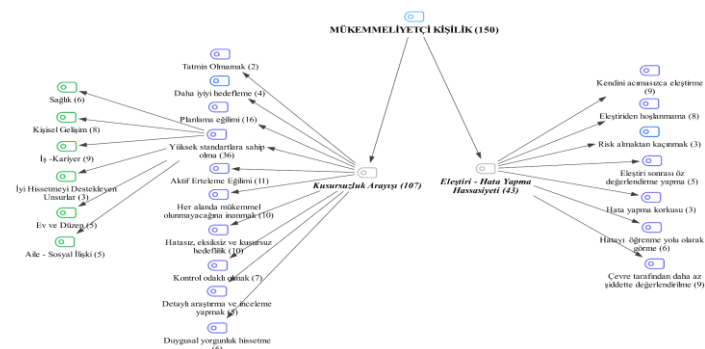 MÜKEMMELİYETÇİ KİŞİLİK (150)
Tatmin Olmamak (2)
Daha iyiyi hedefleme (4)
Planlama eğilimi (16)
Yüksek standartlara sahip
olma (36)
Aktif Erteleme Eğilimi (11)
Her alanda mükemmel
olunmayacağına inanmak (10)
Hatasız, eksiksiz ve kusursuz
hedeflilik (10)
Kontrol odaklı olmak (7)
Detaylı araştırma ve inceleme
yapmak
Duygusal yorgunluk hissetme
(6)
Sağlık (6)
Kişisel Gelişim (8)
İş -Kariyer (9)
İyi Hissetmeyi Destekleyen
Unsurlar (3)
Ev ve Düzen (5)
Aile - Sosyal İlişki (5)
Kusursuzluk Arayışı (107)
Eleştiri - Hata Yapma
Hassasiyeti (43)
Kendini acımasızca eleştirme
(9)
Eleştiriden hoşlanmama (8)
Risk almaktan kaçınmak (3)
Eleştiri sonrası öz
değerlendirme yapma (5)
Hata yapma korkusu (3)
Hatayı öğrenme yolu olarak
görme (6)
Çevre tarafından daha az
şiddette değerlendirilme (9)